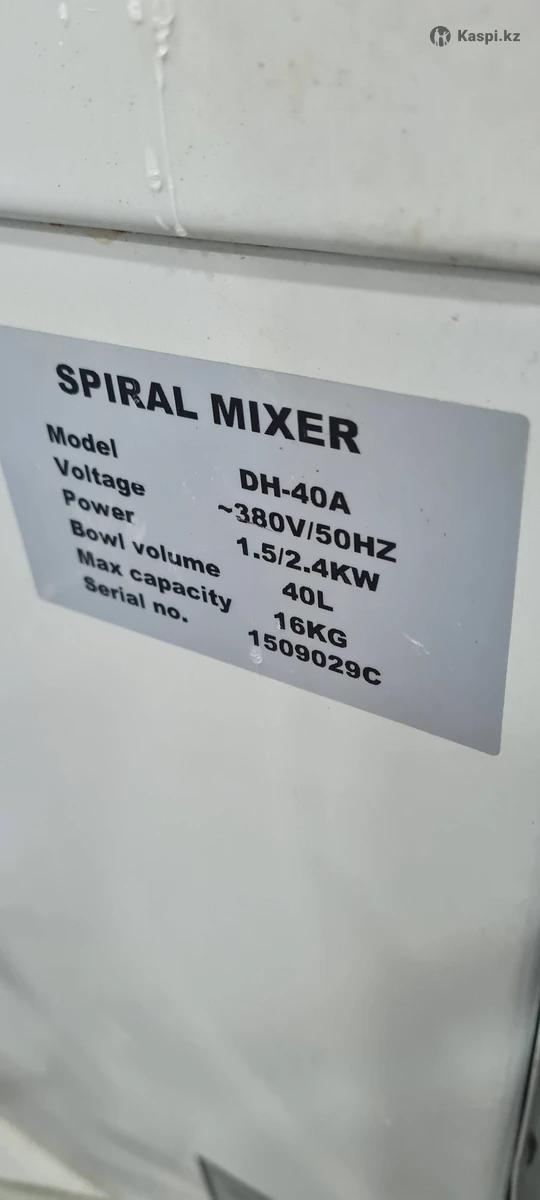 Kaspi.kz
SPIRAL MIXER
Model DH-40A
Voltage ~380V/50HZ
Power 1.5/2.4KW
Bowl volume 40L
Max capacity 16KG
Serial no. 1509029C